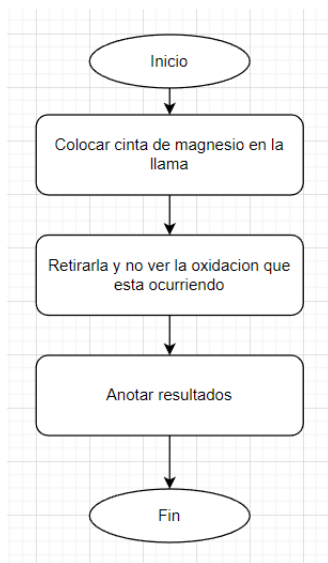 Inicio
Colocar cinta de magnesio en la
llama
Retirarla y no ver la oxidacion que
esta ocurriendo
Anotar resultados
Fin